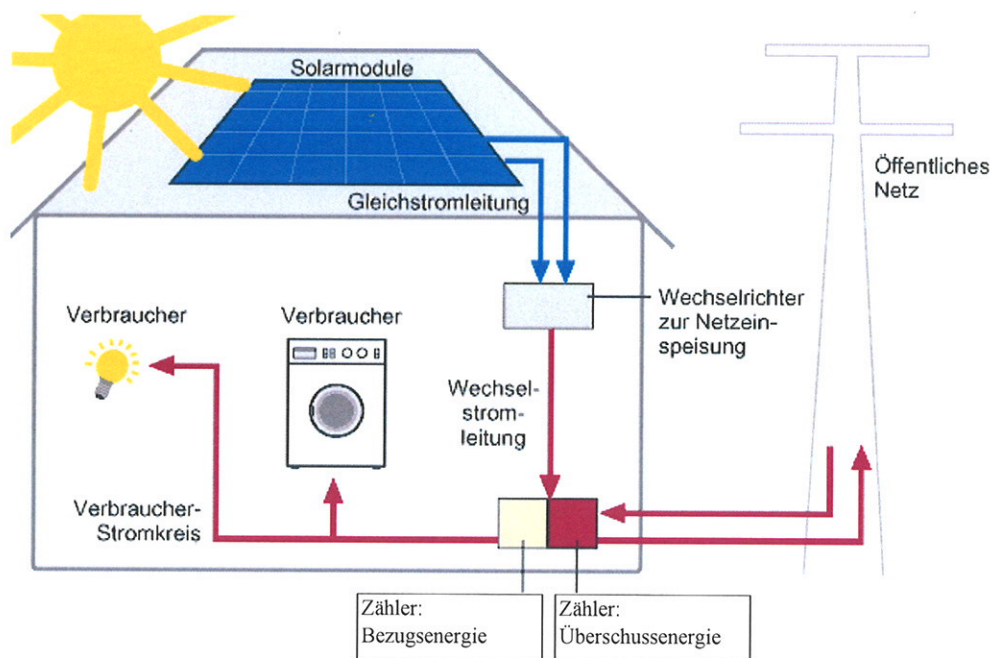 Solarmodule
Gleichstromleitung
Öffentliches
Netz
Wechselrichter
zur Netzein-
speisung
Verbraucher
Verbraucher
Wechsel-
strom-
leitung
Verbraucher-
Stromkreis
Zähler:
Bezugsenergie
Zähler:
Überschussenergie